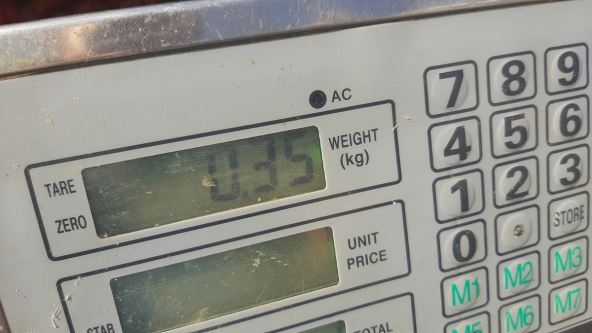 AC
TARE
ZERO
0.35
WEIGHT
(kg)
UNIT
PRICE
STAB
TOTAL
7 8 9
4 5 6
1 2 3
0 • STORE
M1 M2 M3
M5 M6 M7